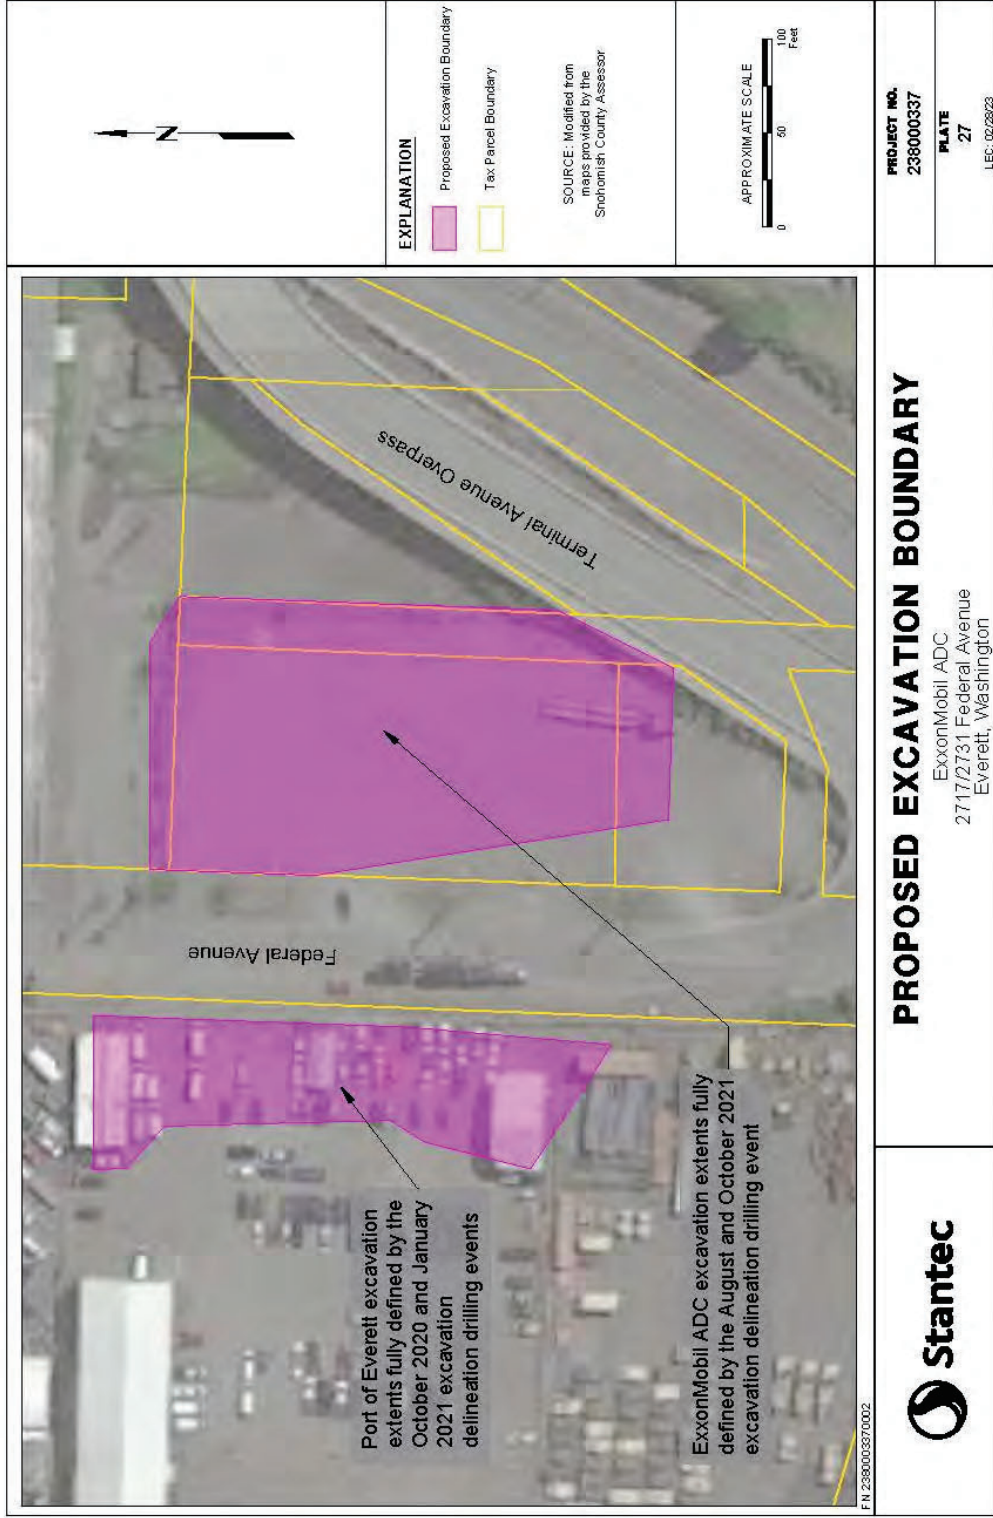 Terminal Avenue Overpass
Federal Avenue
Port of Everett excavation
extents fully defined by the
October 2020 and January
2021 excavation
delineation drilling events
ExxonMobil ADC excavation extents fully
defined by the August and October 2021
excavation delineation drilling event
N
EXPLANATION
Proposed Excavation Boundary
Tax Parcel Boundary
SOURCE: Modified from
maps provided by the
Snohomish County Assessor
APPROXIMATE SCALE
0 50 100
Feet
FN 2380003370002
Stantec
PROPOSED EXCAVATION BOUNDARY
ExxonMobil ADC
2717/2731 Federal Avenue
Everett, Washington
PROJECT NO.
238000337
PLATE
27
LEC: 02/28/23